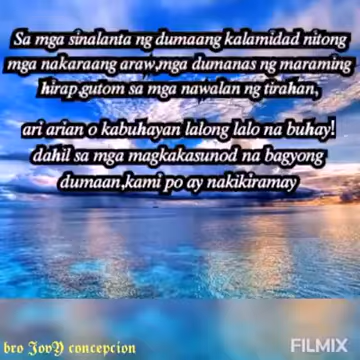 Sa mga sinalanta ng dumaang kalamidad nitong
mga nakaraang araw,mga dumanas ng maraming
hirap,gutom sa mga nawalan ng tirahan,
ari arian o kabuhayan lalong lalo na buhay!
dahil sa mga magkakasunod na bagyong
dumaan,kami po ay nakikiramay
bro JovY concepcion
FILMIX